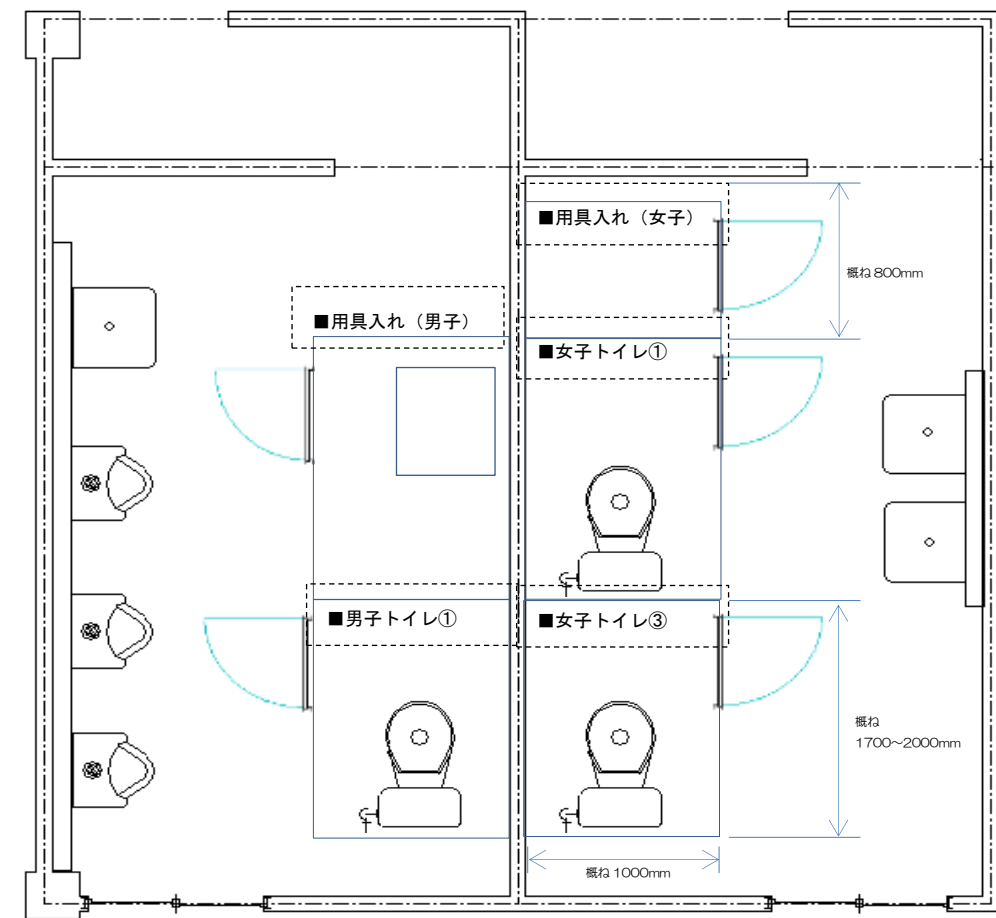 ■用具入れ（女子）
概ね 800mm
■用具入れ（男子）
■女子トイレ①
■男子トイレ①
■女子トイレ③
概ね
1700～2000mm
概ね 1000mm